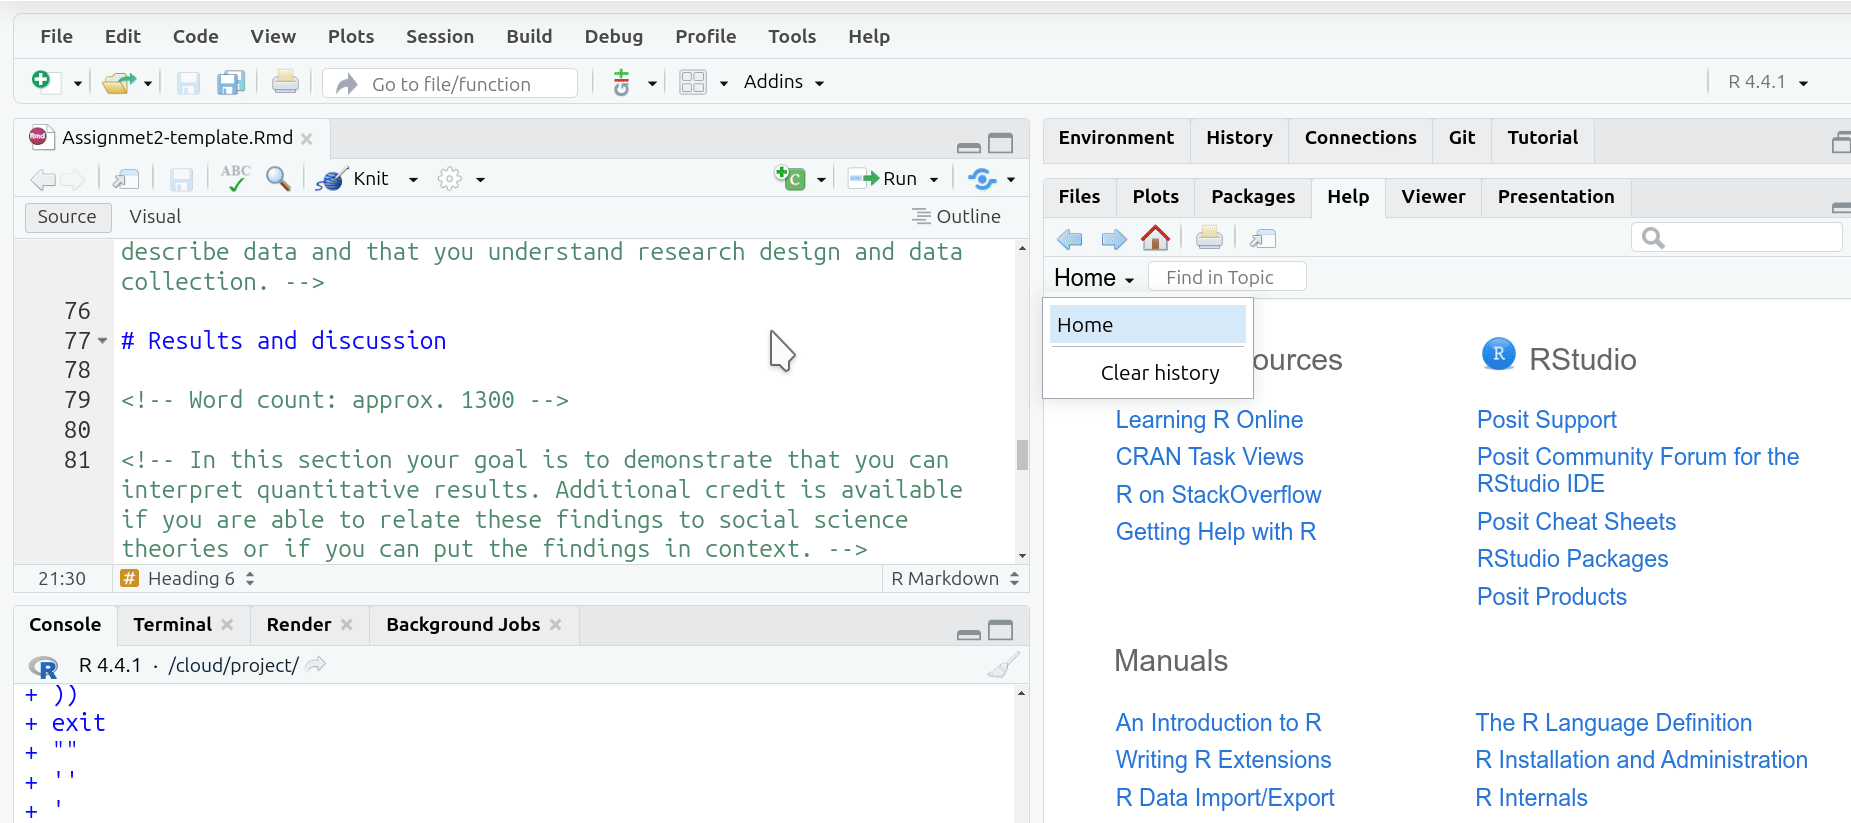 File Edit Code View Plots Session Build Debug Profile Tools Help
Go to file/function Addins R 4.4.1
Assignmet2-template.Rmd
ABC Knit Run
Source Visual Outline
describe data and that you understand research design and data
collection. -->
76
77 # Results and discussion
78
79 <!-- Word count: approx. 1300 -->
80
81 <!-- In this section your goal is to demonstrate that you can
interpret quantitative results. Additional credit is available
if you are able to relate these findings to social science
theories or if you can put the findings in context. -->
21:30 # Heading 6 R Markdown
Console Terminal Render Background Jobs
R 4.4.1 · /cloud/project/
+ ))
+ exit
+ ""
+ ''
+ '
Environment History Connections Git Tutorial
Files Plots Packages Help Viewer Presentation
Home Find in Topic
Home
Clear history
ources
Learning R Online
CRAN Task Views
R on StackOverflow
Getting Help with R
R RStudio
Posit Support
Posit Community Forum for the
RStudio IDE
Posit Cheat Sheets
RStudio Packages
Posit Products
Manuals
An Introduction to R
Writing R Extensions
R Data Import/Export
The R Language Definition
R Installation and Administration
R Internals